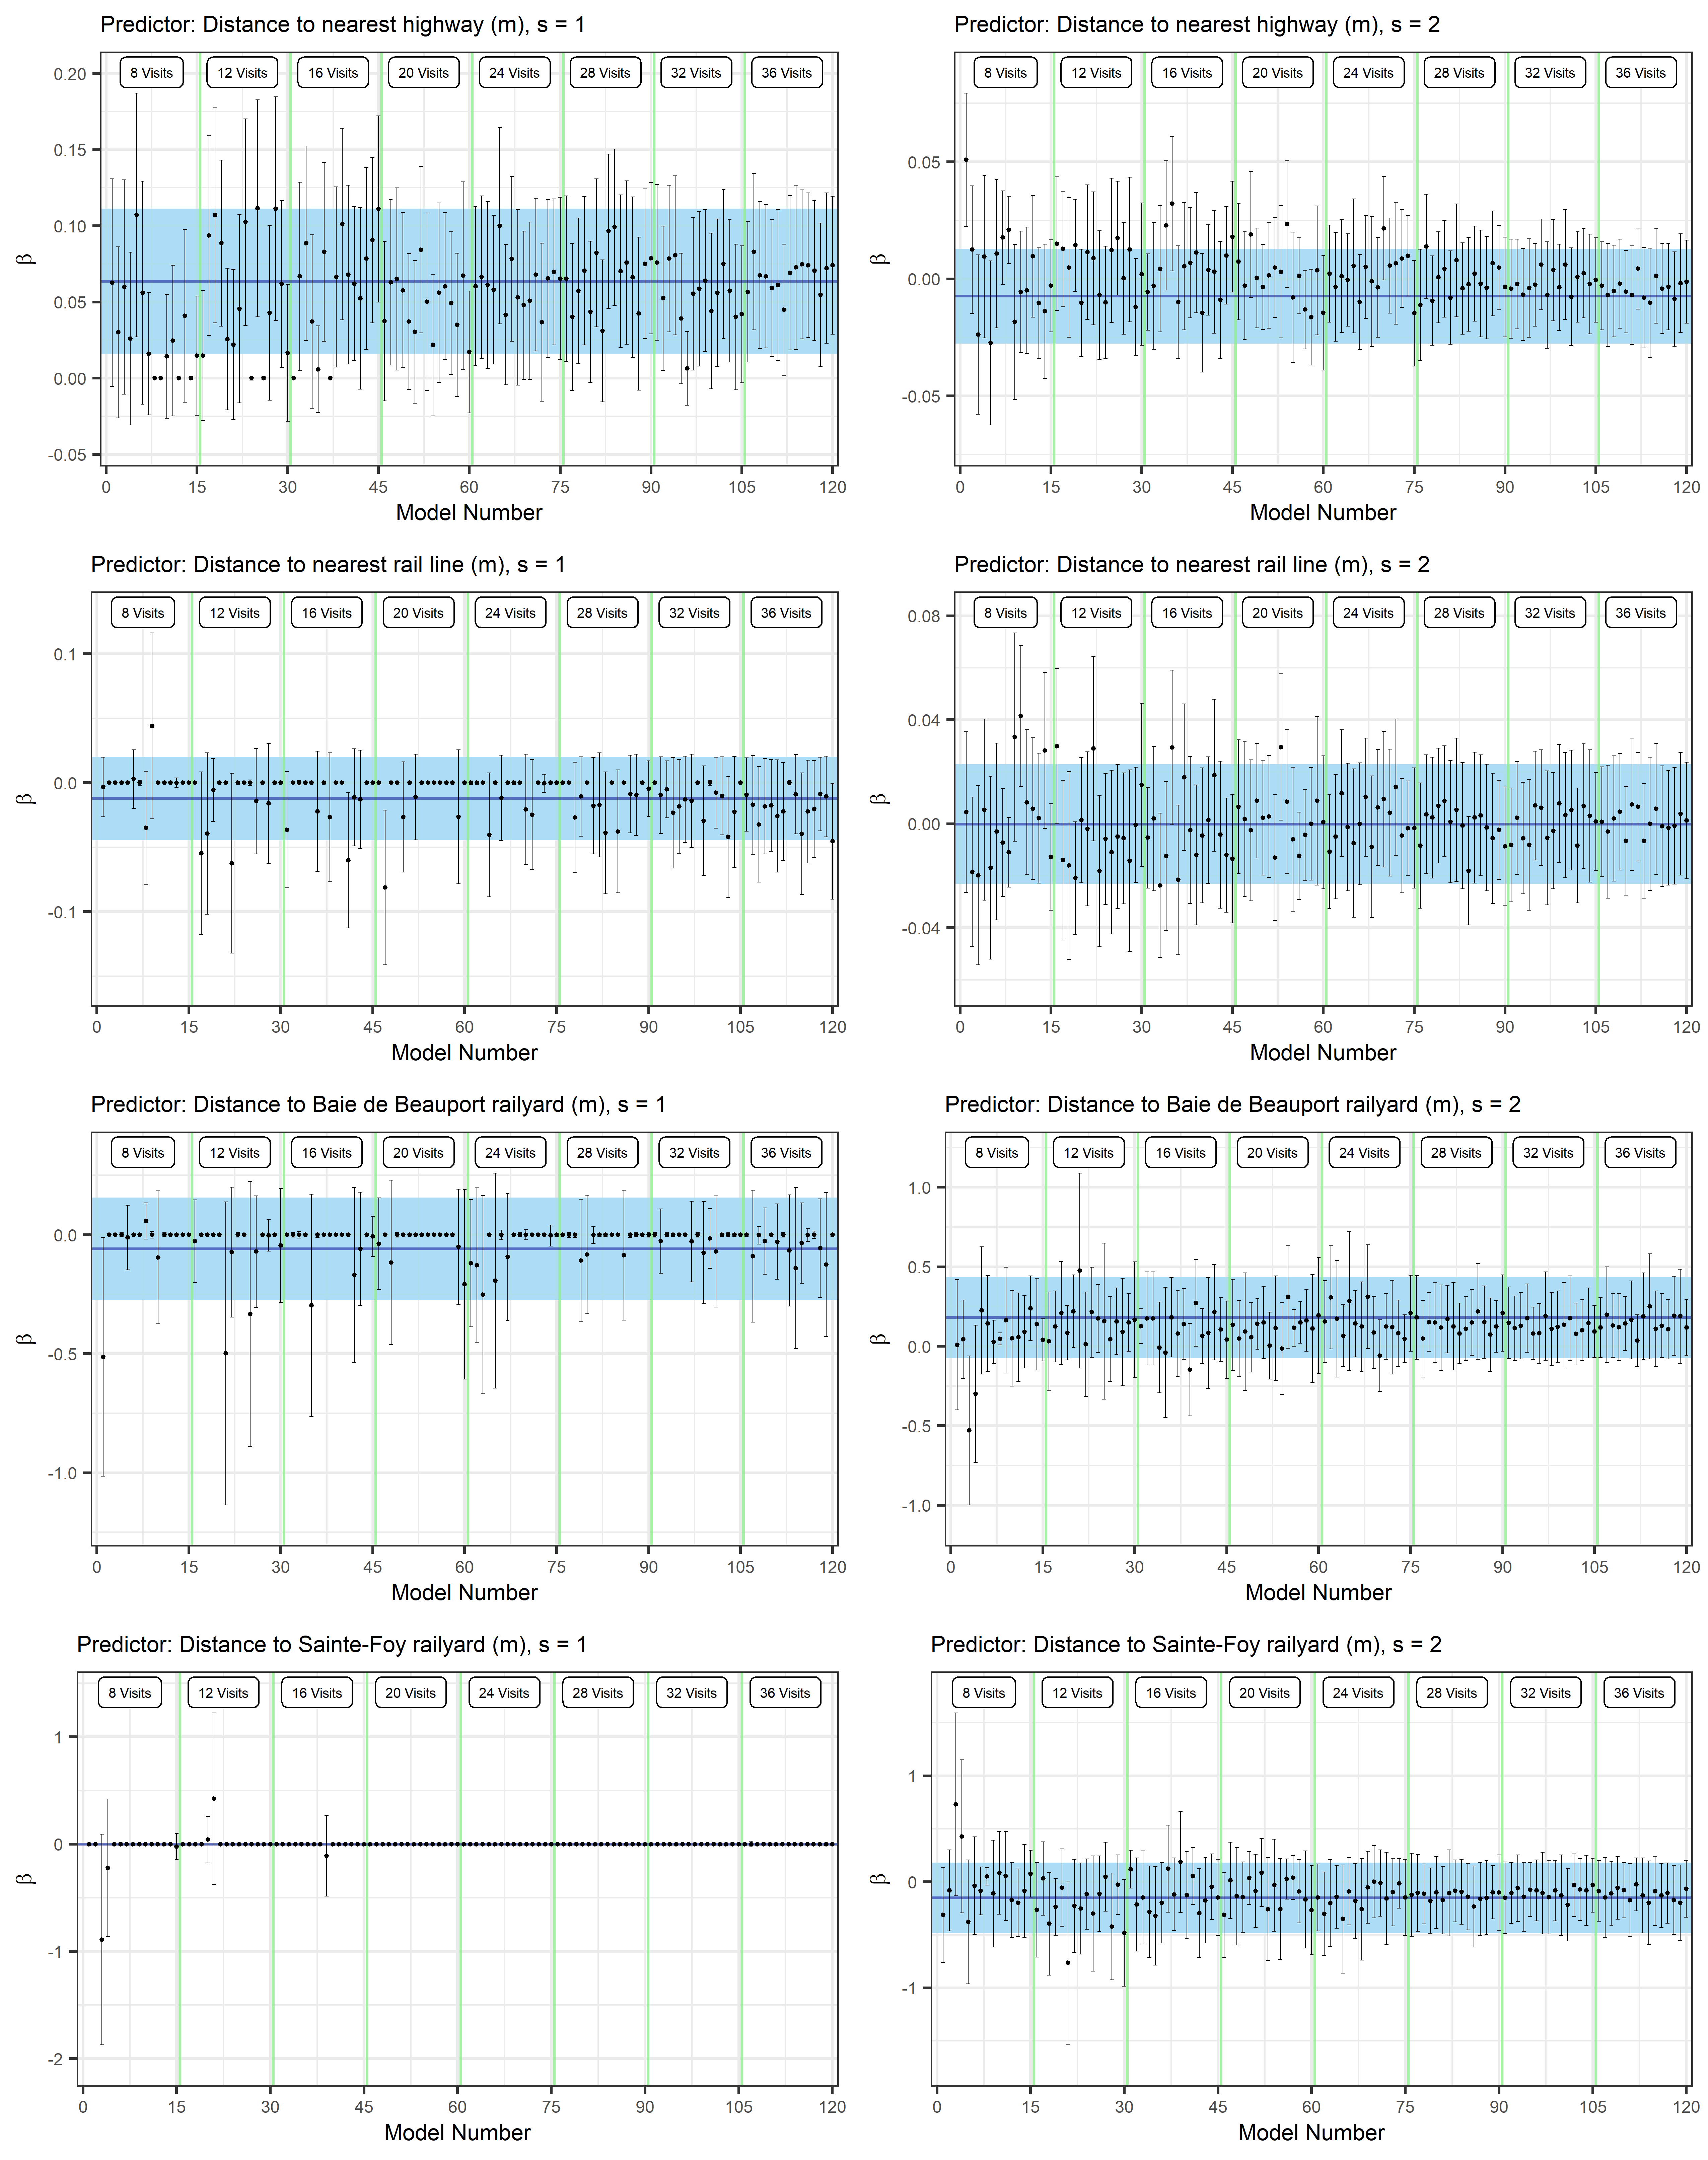 Predictor: Distance to nearest highway (m), s = 1
8 Visits 12 Visits 16 Visits 20 Visits 24 Visits 28 Visits 32 Visits 36 Visits
0.20
0.15
0.10
0.05
0.00
-0.05
β
0 15 30 45 60 75 90 105 120
Model Number
Predictor: Distance to nearest highway (m), s = 2
8 Visits 12 Visits 16 Visits 20 Visits 24 Visits 28 Visits 32 Visits 36 Visits
0.05
0.00
-0.05
β
0 15 30 45 60 75 90 105 120
Model Number
Predictor: Distance to nearest rail line (m), s = 1
8 Visits 12 Visits 16 Visits 20 Visits 24 Visits 28 Visits 32 Visits 36 Visits
0.1
0.0
-0.1
β
0 15 30 45 60 75 90 105 120
Model Number
Predictor: Distance to nearest rail line (m), s = 2
8 Visits 12 Visits 16 Visits 20 Visits 24 Visits 28 Visits 32 Visits 36 Visits
0.08
0.04
0.00
-0.04
β
0 15 30 45 60 75 90 105 120
Model Number
Predictor: Distance to Baie de Beauport railyard (m), s = 1
8 Visits 12 Visits 16 Visits 20 Visits 24 Visits 28 Visits 32 Visits 36 Visits
0.0
-0.5
-1.0
β
0 15 30 45 60 75 90 105 120
Model Number
Predictor: Distance to Baie de Beauport railyard (m), s = 2
8 Visits 12 Visits 16 Visits 20 Visits 24 Visits 28 Visits 32 Visits 36 Visits
1.0
0.5
0.0
-0.5
-1.0
β
0 15 30 45 60 75 90 105 120
Model Number
Predictor: Distance to Sainte-Foy railyard (m), s = 1
8 Visits 12 Visits 16 Visits 20 Visits 24 Visits 28 Visits 32 Visits 36 Visits
1
0
-1
-2
β
0 15 30 45 60 75 90 105 120
Model Number
Predictor: Distance to Sainte-Foy railyard (m), s = 2
8 Visits 12 Visits 16 Visits 20 Visits 24 Visits 28 Visits 32 Visits 36 Visits
1
0
-1
β
0 15 30 45 60 75 90 105 120
Model Number